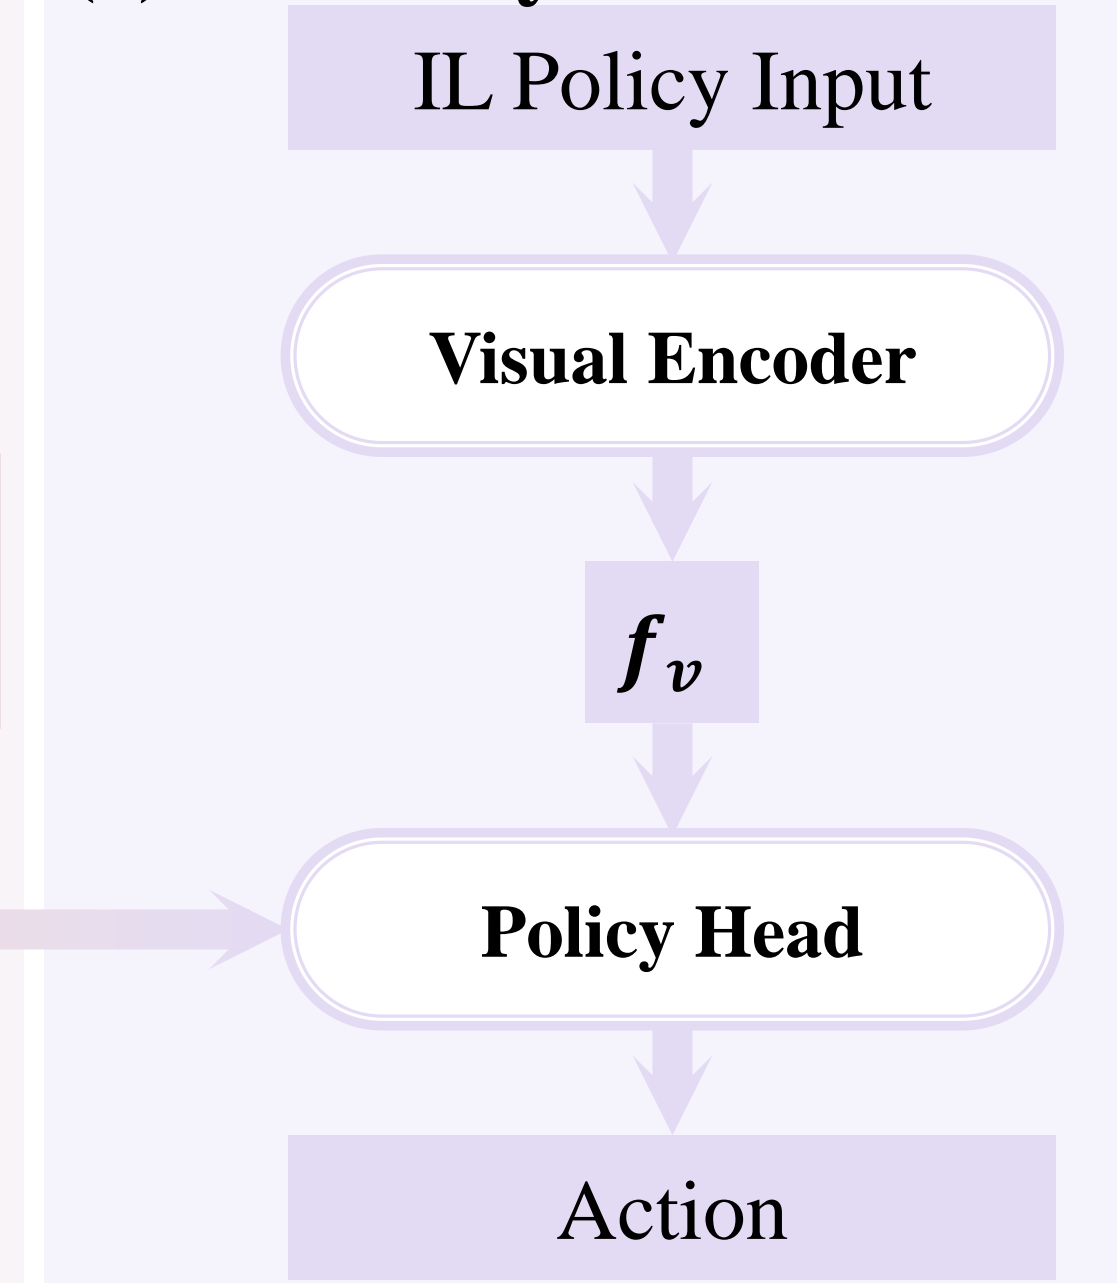 IL Policy Input
Visual Encoder
f_v
Policy Head
Action